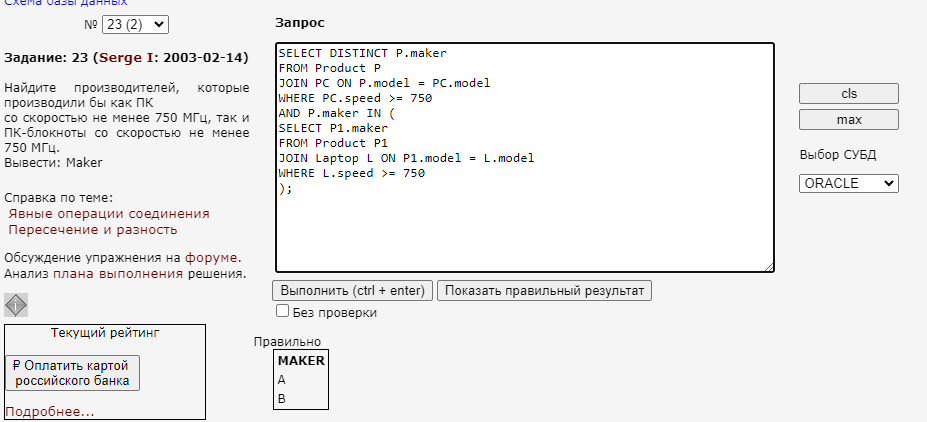 Схема базы данных
№ 23 (2)
Задание: 23 (Serge I: 2003-02-14)
Найдите производителей, которые
производили бы как ПК
со скоростью не менее 750 МГц, так и
ПК-блокноты со скоростью не менее
750 МГц.
Вывести: Maker
Справка по теме:
Явные операции соединения
Пересечение и разность
Обсуждение упражнения на форуме.
Анализ плана выполнения решения.
Текущий рейтинг
₽ Оплатить картой
российского банка
Подробнее...
Запрос
SELECT DISTINCT P.maker
FROM Product P
JOIN PC ON P.model = PC.model
WHERE PC.speed >= 750
AND P.maker IN (
SELECT P1.maker
FROM Product P1
JOIN Laptop L ON P1.model = L.model
WHERE L.speed >= 750
);
Выполнить (ctrl + enter) Показать правильный результат
Без проверки
Правильно
MAKER
A
B
cls
max
Выбор СУБД
ORACLE